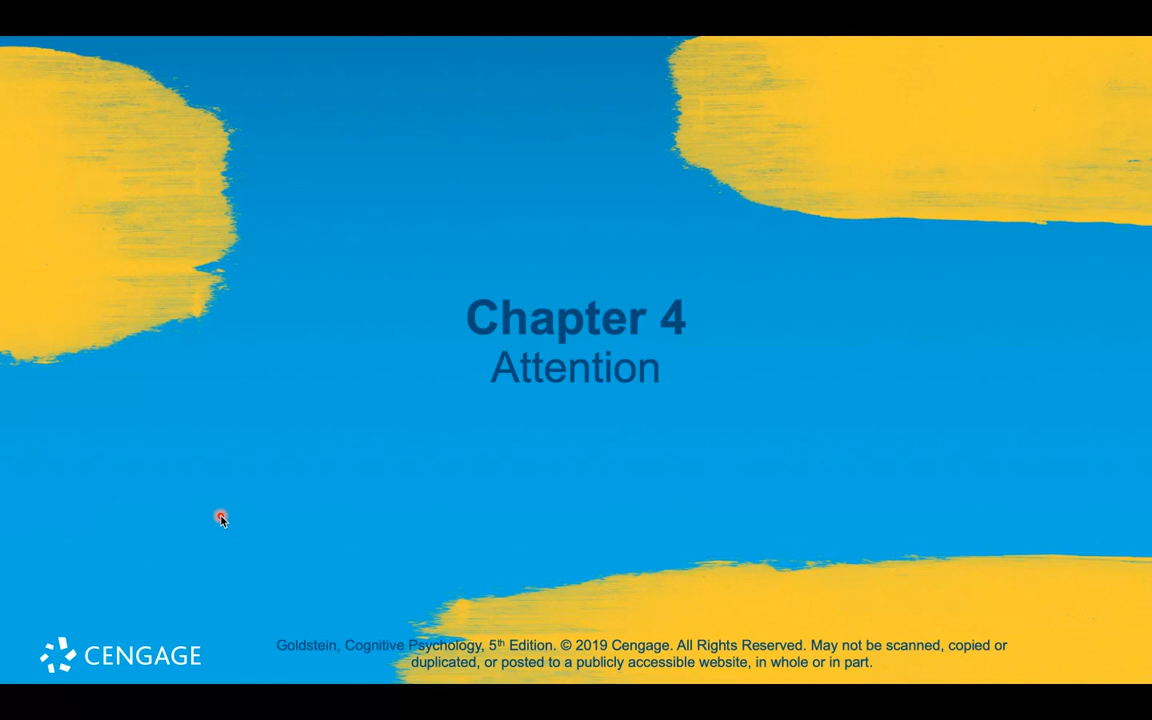 Chapter 4
Attention
CENGAGE
Goldstein, Cognitive Psychology, 5th Edition. © 2019 Cengage. All Rights Reserved. May not be scanned, copied or
duplicated, or posted to a publicly accessible website, in whole or in part.